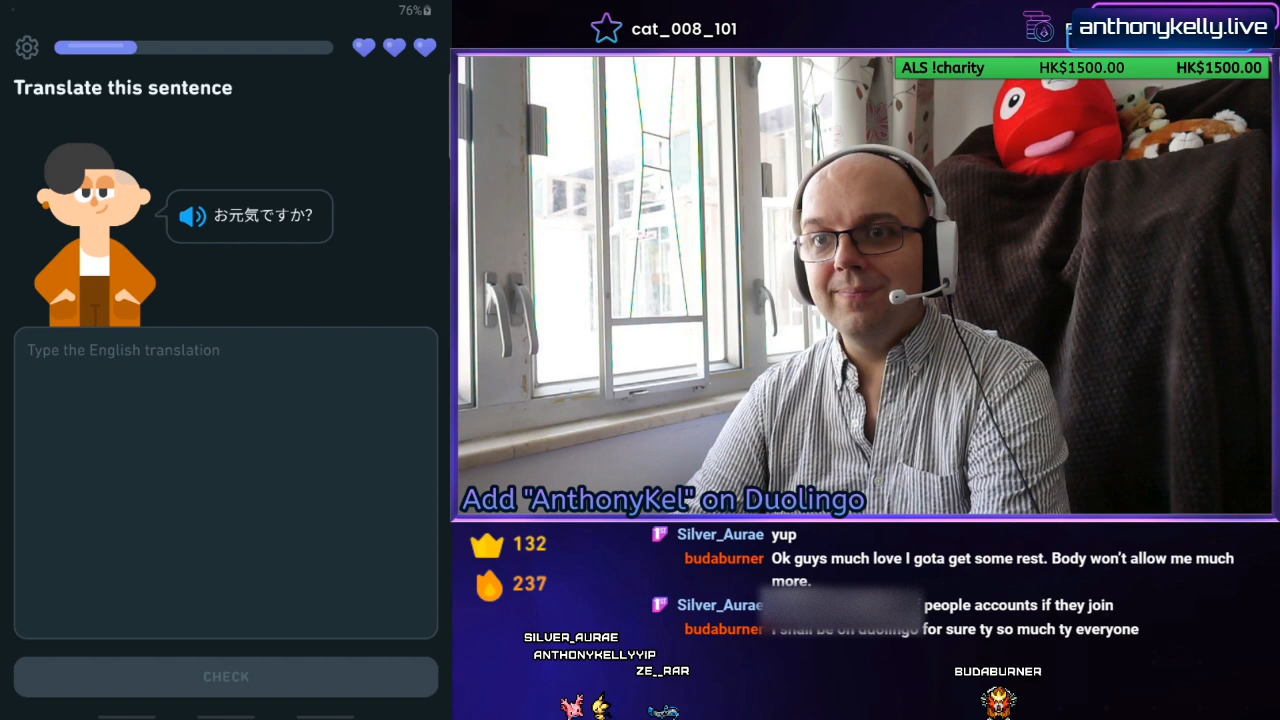 76%
Translate this sentence
お元気ですか?
Type the English translation
CHECK
cat_008_101
anthonykelly.live
ALS !charity HK$1500.00 HK$1500.00
Add "AnthonyKel" on Duolingo
132
237
Silver_Aurae yup
budaburner Ok guys much love I gota get some rest. Body won't allow me much
more.
Silver_Aurae people accounts if they join
budaburner I shall be on duolingo for sure ty so much ty everyone
SILVER_AURAE
ANTHONYKELLYYIP
ZE__RAR
BUDABURNER